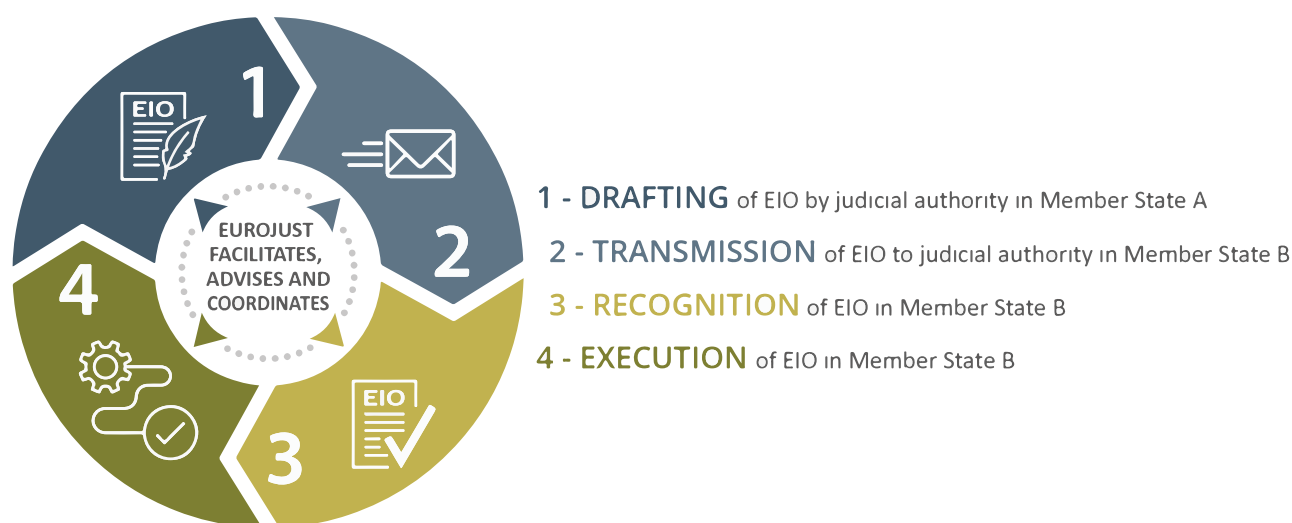 1
EIO
2
EUROJUST
FACILITATES,
ADVISES AND
COORDINATES
4
3
EIO
1 - DRAFTING of EIO by judicial authority in Member State A
2 - TRANSMISSION of EIO to judicial authority in Member State B
3 - RECOGNITION of EIO in Member State B
4 - EXECUTION of EIO in Member State B